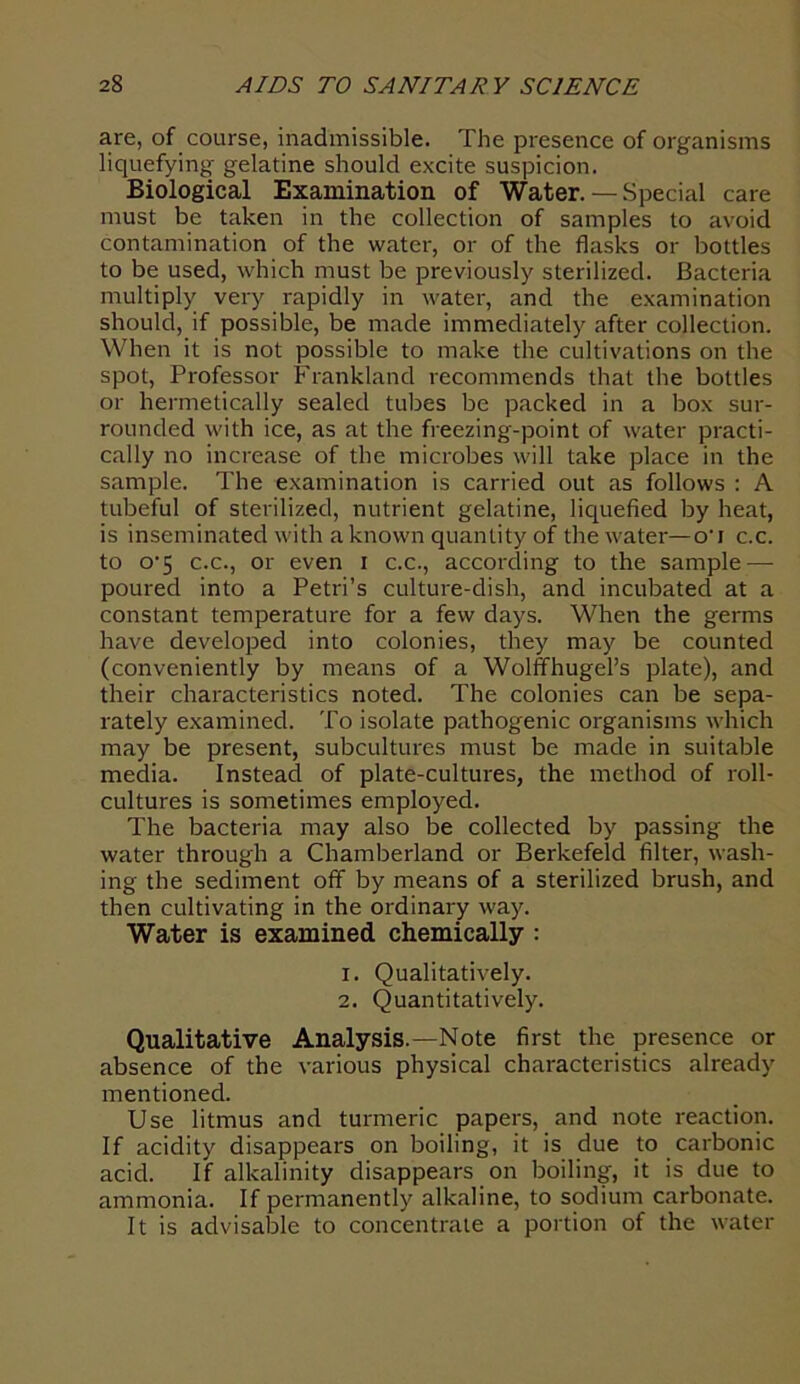 28 AIDS TO SANITARY SCIENCE
are, of course, inadmissible. The presence of organisms
liquefying gelatine should excite suspicion.
Biological Examination of Water. — Special care
must be taken in the collection of samples to avoid
contamination of the water, or of the flasks or bottles
to be used, which must be previously sterilized. Bacteria
multiply very rapidly in water, and the examination
should, if possible, be made immediately after collection.
When it is not possible to make the cultivations on the
spot, Professor Frankland recommends that the bottles
or hermetically sealed tubes be packed in a box sur-
rounded with ice, as at the freezing-point of water practi-
cally no increase of the microbes will take place in the
sample. The examination is carried out as follows : A
tubeful of sterilized, nutrient gelatine, liquefied by heat,
is inseminated with a known quantity of the water—0·1 c.c.
to 0·5 c.c., or even 1 c.c., according to the sample —
poured into a Petri's culture-dish, and incubated at a
constant temperature for a few days. When the germs
have developed into colonies, they may be counted
(conveniently by means of a Wolffhugel's plate), and
their characteristics noted. The colonies can be sepa-
rately examined. To isolate pathogenic organisms which
may be present, subcultures must be made in suitable
media. Instead of plate-cultures, the method of roll-
cultures is sometimes employed.
The bacteria may also be collected by passing the
water through a Chamberland or Berkefeld filter, wash-
ing the sediment off by means of a sterilized brush, and
then cultivating in the ordinary way.
Water is examined chemically :
1. Qualitatively.
2. Quantitatively.
Qualitative Analysis.—Note first the presence or
absence of the various physical characteristics already
mentioned.
Use litmus and turmeric papers, and note reaction.
If acidity disappears on boiling, it is due to carbonic
acid. If alkalinity disappears on boiling, it is due to
ammonia. If permanently alkaline, to sodium carbonate.
It is advisable to concentrate a portion of the water